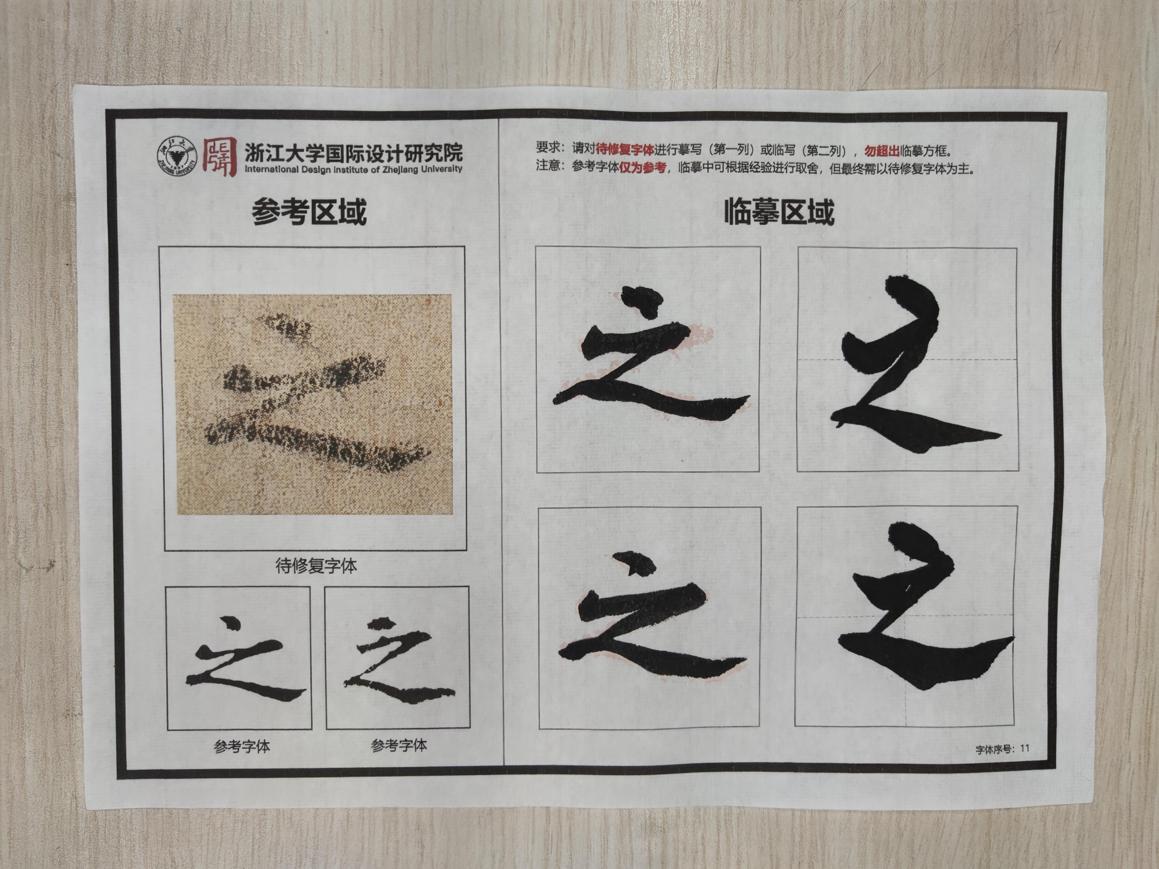 浙江大学国际设计研究院
International Design Institute of Zhejiang University
参考区域
之
待修复字体
之 之
参考字体 参考字体
要求：请对待修复字体进行摹写（第一列）或临写（第二列），勿超出临摹方框。
注意：参考字体仅为参考，临摹中可根据经验进行取舍，但最终需以待修复字体为主。
临摹区域
之 之
之 之
字体序号：11